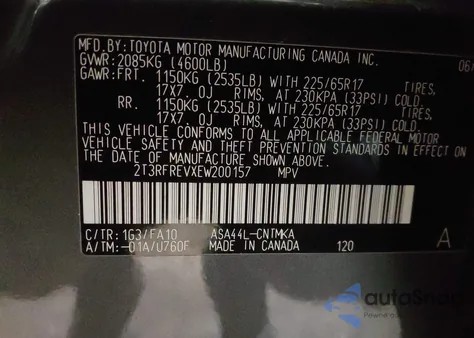 MFD.BY:TOYOTA MOTOR MANUFACTURING CANADA INC.
GVWR: 2085KG (4600LB) 06/
GAWR:FRT. 1150KG (2535LB) WITH 225/65R17 TIRES,
17X7. 0J RIMS, AT 230KPA (33PSI) COLD.
RR. 1150KG (2535LB) WITH 225/65R17 TIRES,
17X7. 0J RIMS, AT 230KPA (33PSI) COLD.
THIS VEHICLE CONFORMS TO ALL APPLICABLE FEDERAL MOTOR
VEHICLE SAFETY AND THEFT PREVENTION STANDARDS IN EFFECT ON
THE DATE OF MANUFACTURE SHOWN ABOVE.
2T3RFREVXEW200157 MPV
C/TR: 1G3/FA10 ASA44L-CNTMKA
A/TM:-01A/U760F MADE IN CANADA 120 A